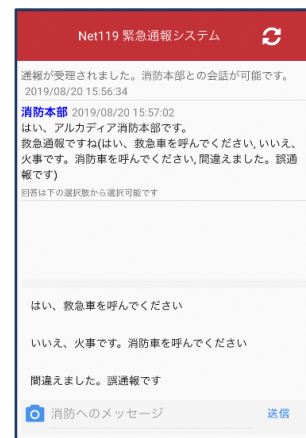 Net119 緊急通報システム
通報が受理されました。消防本部との会話が可能です。
2019/08/20 15:56:34
消防本部 2019/08/20 15:57:02
はい、アルカディア消防本部です。
救急通報ですね(はい、救急車を呼んでください, いいえ、
火事です。消防車を呼んでください, 間違えました。誤通
報です)
回答は下の選択肢から選択可能です
はい、救急車を呼んでください
いいえ、火事です。消防車を呼んでください
間違えました。誤通報です
消防へのメッセージ 送信